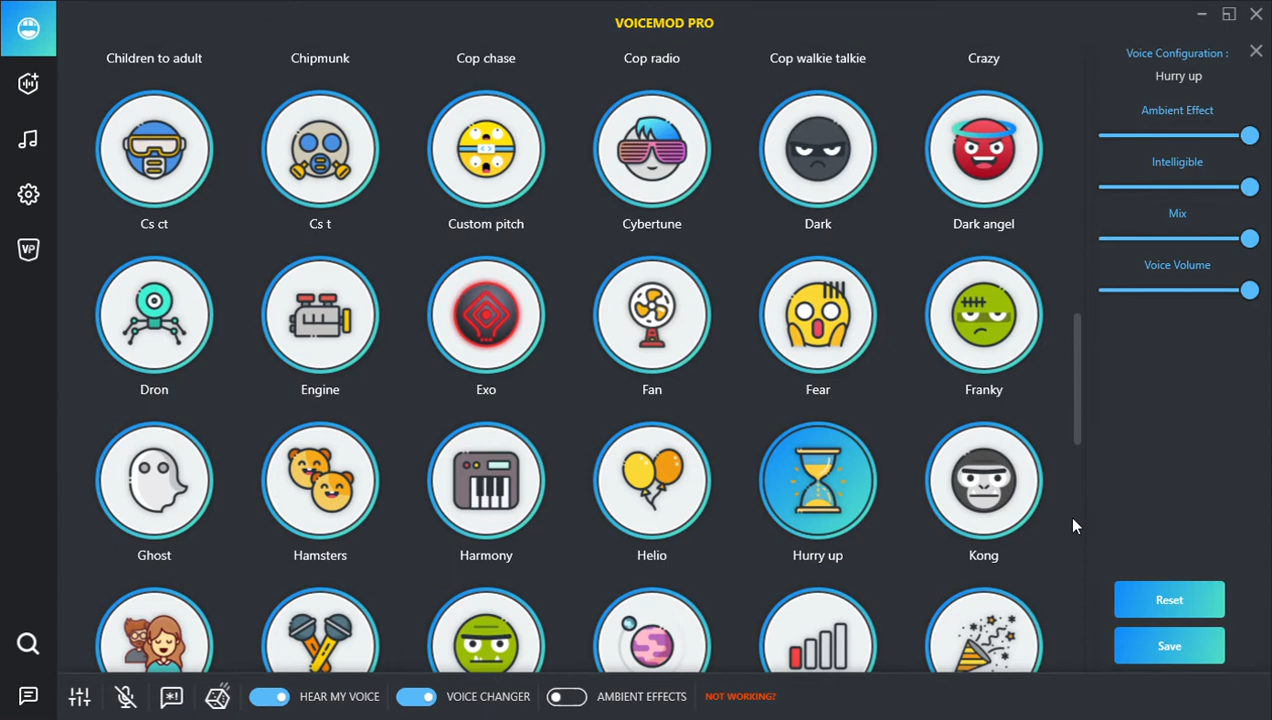 VOICEMOD PRO
Children to adult
Chipmunk
Cop chase
Cop radio
Cop walkie talkie
Crazy
Cs ct
Cs t
Custom pitch
Cybertune
Dark
Dark angel
Dron
Engine
Exo
Fan
Fear
Franky
Ghost
Hamsters
Harmony
Helio
Hurry up
Kong
Voice Configuration :
Hurry up
Ambient Effect
Intelligible
Mix
Voice Volume
Reset
Save
VP
HEAR MY VOICE
VOICE CHANGER
AMBIENT EFFECTS
NOT WORKING?